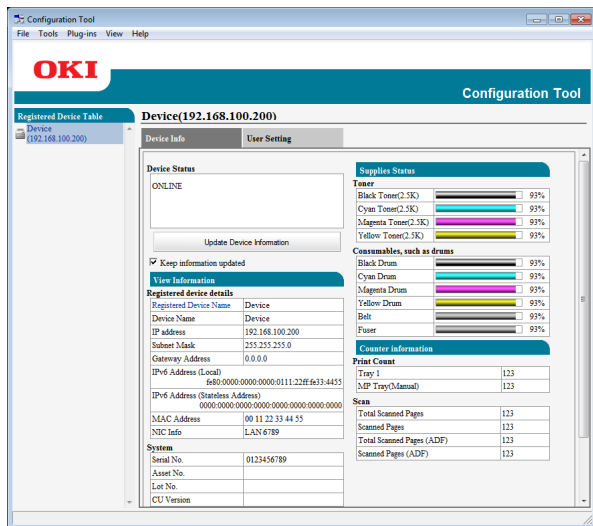 Configuration Tool
File Tools Plug-ins View Help
OKI
Configuration Tool
Registered Device Table
Device
(192.168.100.200)
Device(192.168.100.200)
Device Info
User Setting
Device Status
ONLINE
Update Device Information
Keep information updated
View Information
Registered device details
Registered Device Name Device
Device Name Device
IP address 192.168.100.200
Subnet Mask 255.255.255.0
Gateway Address 0.0.0.0
IPv6 Address (Local)
fe80:0000:0000:0000:0111:22ff:fe33:4455
IPv6 Address (Stateless Address)
0000:0000:0000:0000:0000:0000:0000:0000
MAC Address 00 11 22 33 44 55
NIC Info LAN 6789
System
Serial No. 0123456789
Asset No.
Lot No.
CU Version
Supplies Status
Toner
Black Toner(2.5K) 93%
Cyan Toner(2.5K) 93%
Magenta Toner(2.5K) 93%
Yellow Toner(2.5K) 93%
Consumables, such as drums
Black Drum 93%
Cyan Drum 93%
Magenta Drum 93%
Yellow Drum 93%
Belt 93%
Fuser 93%
Counter information
Print Count
Tray 1 123
MP Tray(Manual) 123
Scan
Total Scanned Pages 123
Scanned Pages 123
Total Scanned Pages (ADF) 123
Scanned Pages (ADF) 123